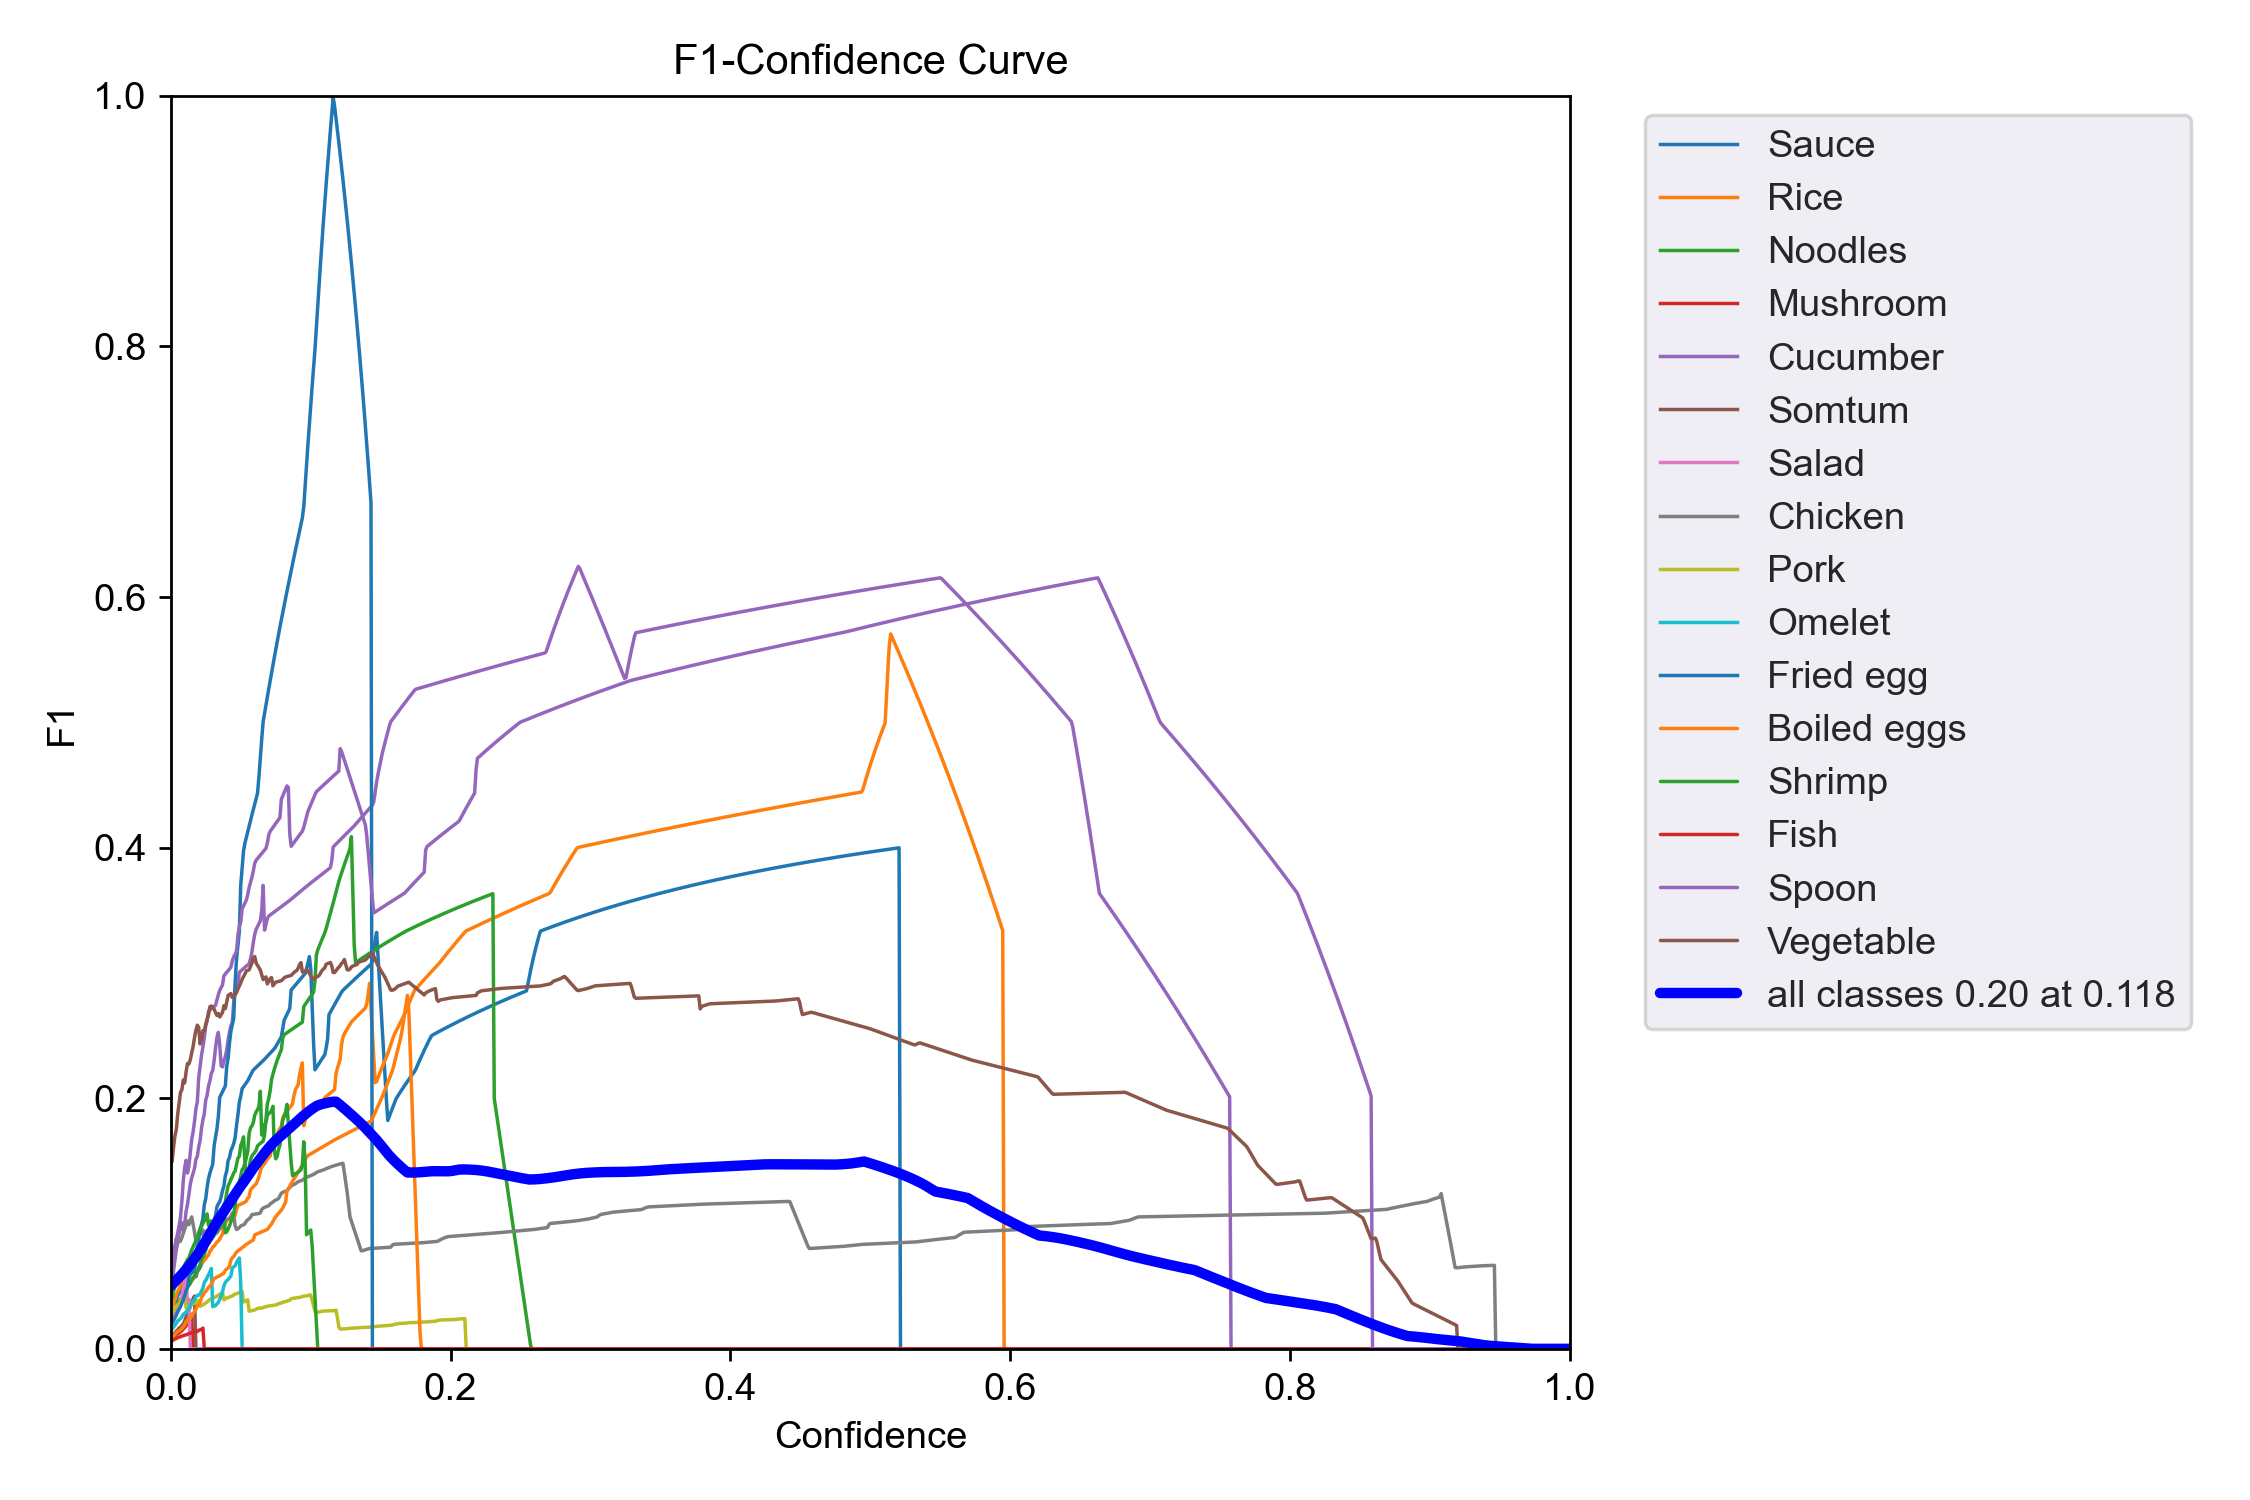 F1-Confidence Curve
1.0
0.8
0.6
0.4
0.2
0.0
F1
0.0 0.2 0.4 0.6 0.8 1.0
Confidence
Sauce
Rice
Noodles
Mushroom
Cucumber
Somtum
Salad
Chicken
Pork
Omelet
Fried egg
Boiled eggs
Shrimp
Fish
Spoon
Vegetable
all classes 0.20 at 0.118